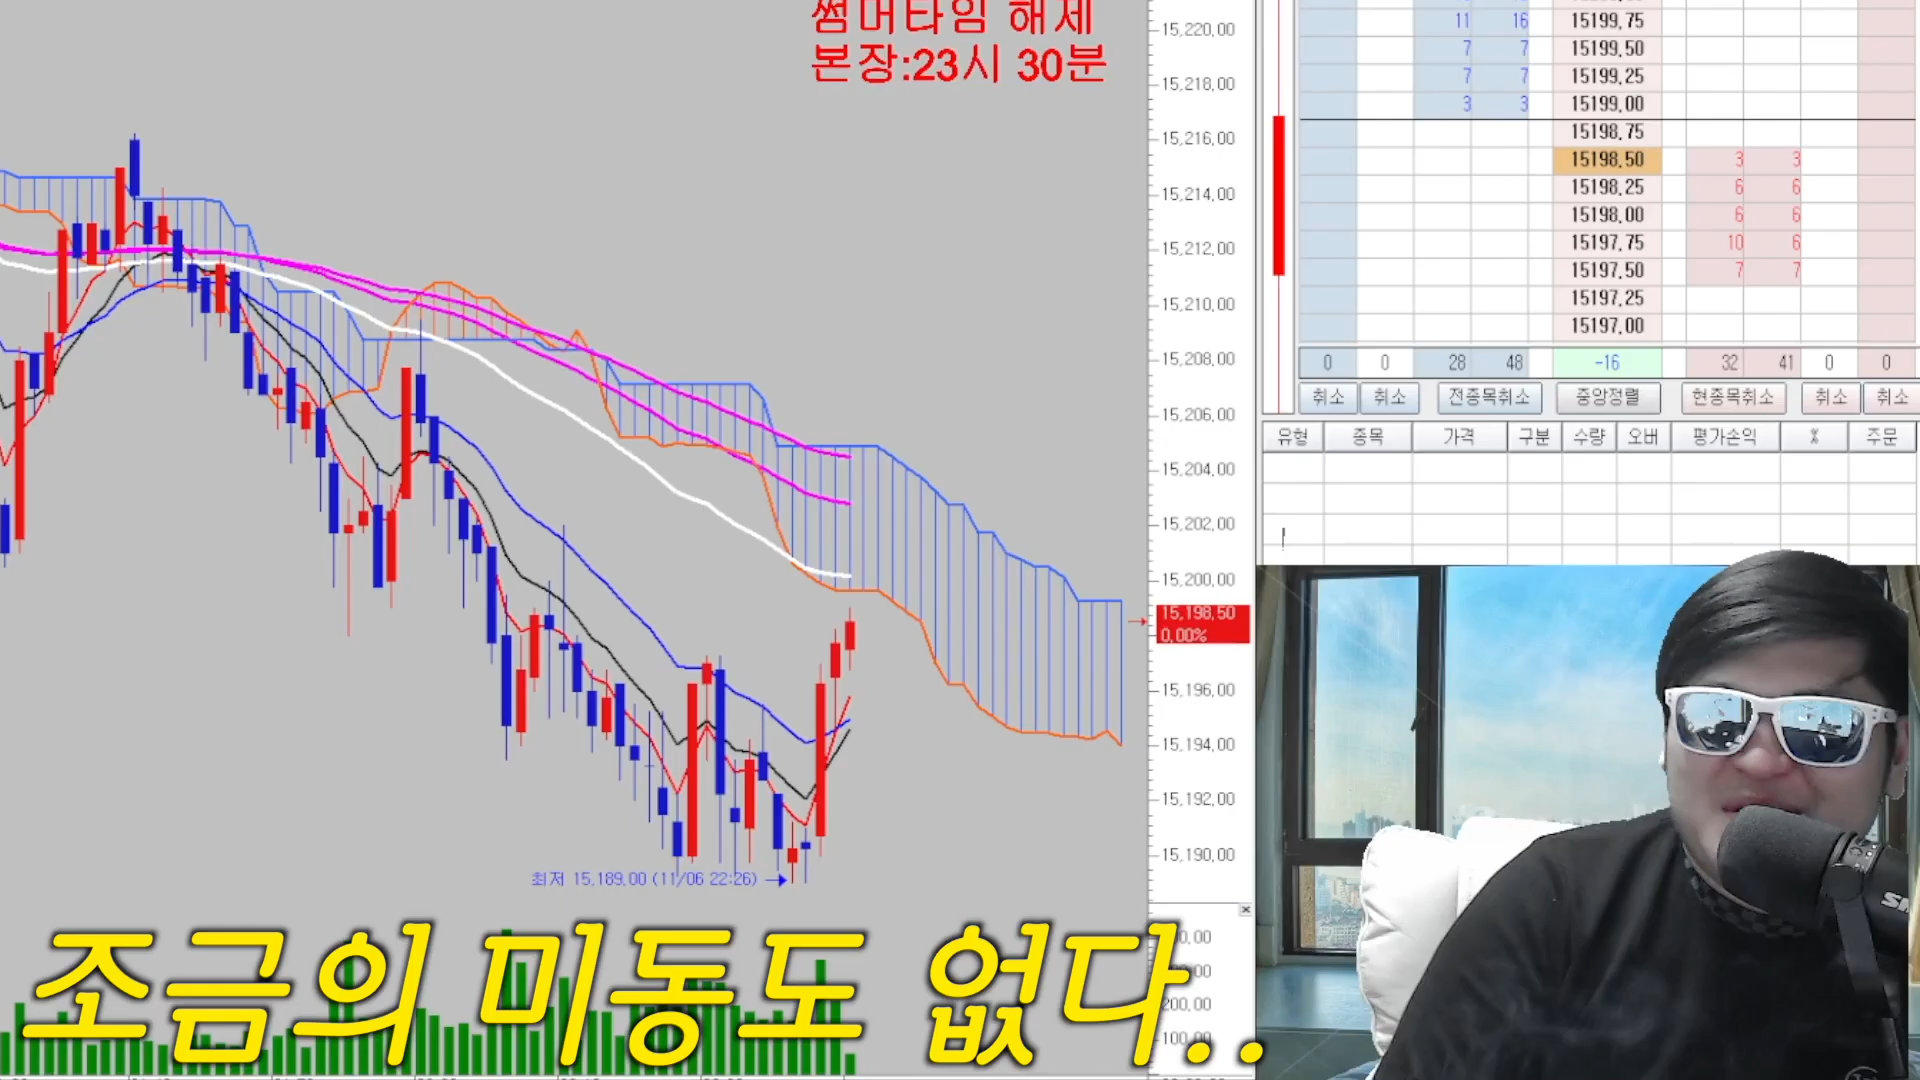 썸머타임 해제
본장:23시 30분
15,220.00
15,218.00
15,216.00
15,214.00
15,212.00
15,210.00
15,208.00
15,206.00
15,204.00
15,202.00
15,200.00
15,198.50
0.00%
15,196.00
15,194.00
15,192.00
15,190.00
최저 15,189.00 (11/06 22:26)
200.00
100.00
조금의 미동도 없다..
11 16 15199.75
7 7 15199.50
7 7 15199.25
3 3 15199.00
15198.75
15198.50 3 3
15198.25 6 6
15198.00 6 6
15197.75 10 6
15197.50 7 7
15197.25
15197.00
0 0 28 48 -16 32 41 0 0
취소 취소 전종목취소 중앙정렬 현종목취소 취소 취소
유형 종목 가격 구분 수량 오버 평가손익 % 주문